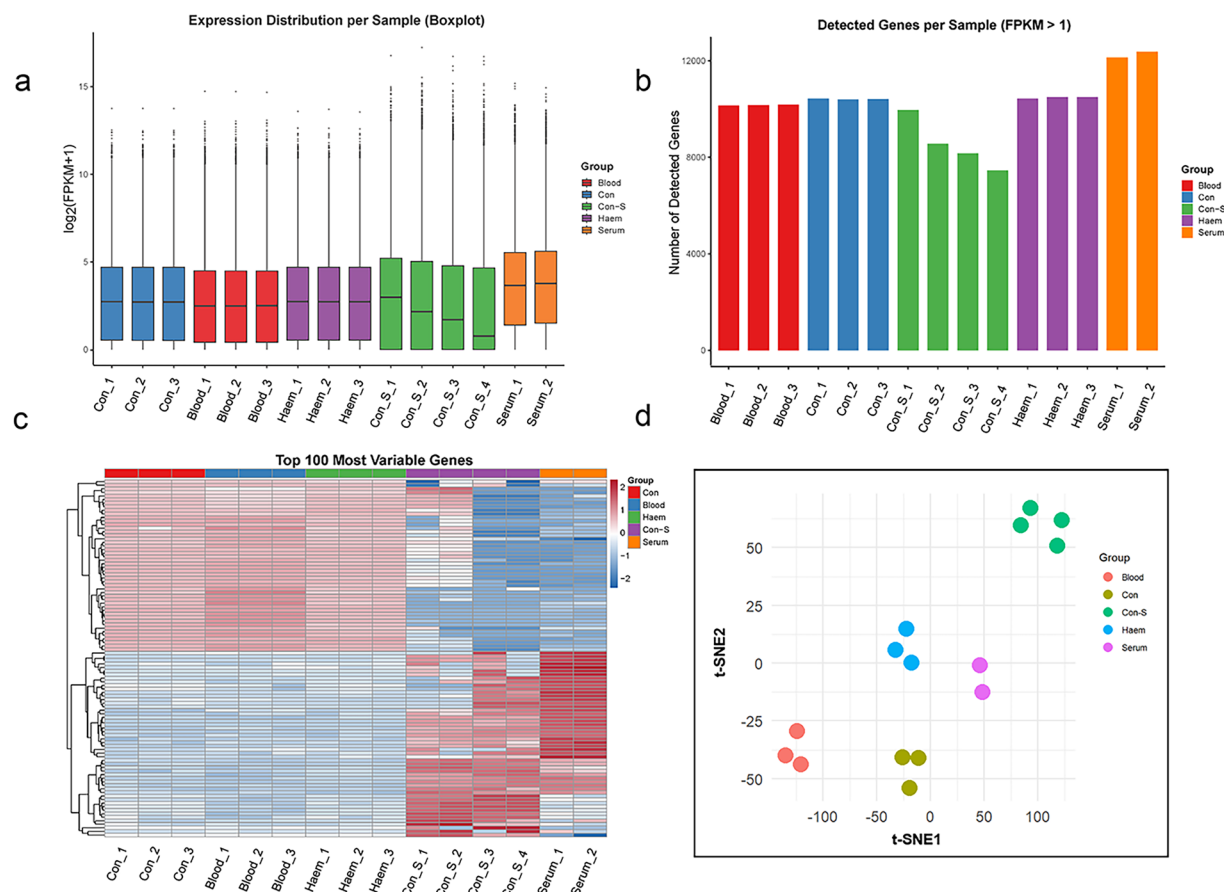 a
Expression Distribution per Sample (Boxplot)
log2(FPKM+1)
15
10
5
0
Con_1
Con_2
Con_3
Blood_1
Blood_2
Blood_3
Haem_1
Haem_2
Haem_3
Con_S_1
Con_S_2
Con_S_3
Con_S_4
Serum_1
Serum_2
Group
Blood
Con
Con-S
Haem
Serum
b
Detected Genes per Sample (FPKM > 1)
Number of Detected Genes
12000
8000
4000
0
Blood_1
Blood_2
Blood_3
Con_1
Con_2
Con_3
Con_S_1
Con_S_2
Con_S_3
Con_S_4
Haem_1
Haem_2
Haem_3
Serum_1
Serum_2
Group
Blood
Con
Con-S
Haem
Serum
c
Top 100 Most Variable Genes
2
1
0
−1
−2
Group
Con
Blood
Haem
Con-S
Serum
Con_1
Con_2
Con_3
Blood_1
Blood_2
Blood_3
Haem_1
Haem_2
Haem_3
Con_S_1
Con_S_2
Con_S_3
Con_S_4
Serum_1
Serum_2
d
t-SNE2
50
25
0
-25
-50
-100
-50
0
50
100
t-SNE1
Group
Blood
Con
Con-S
Haem
Serum